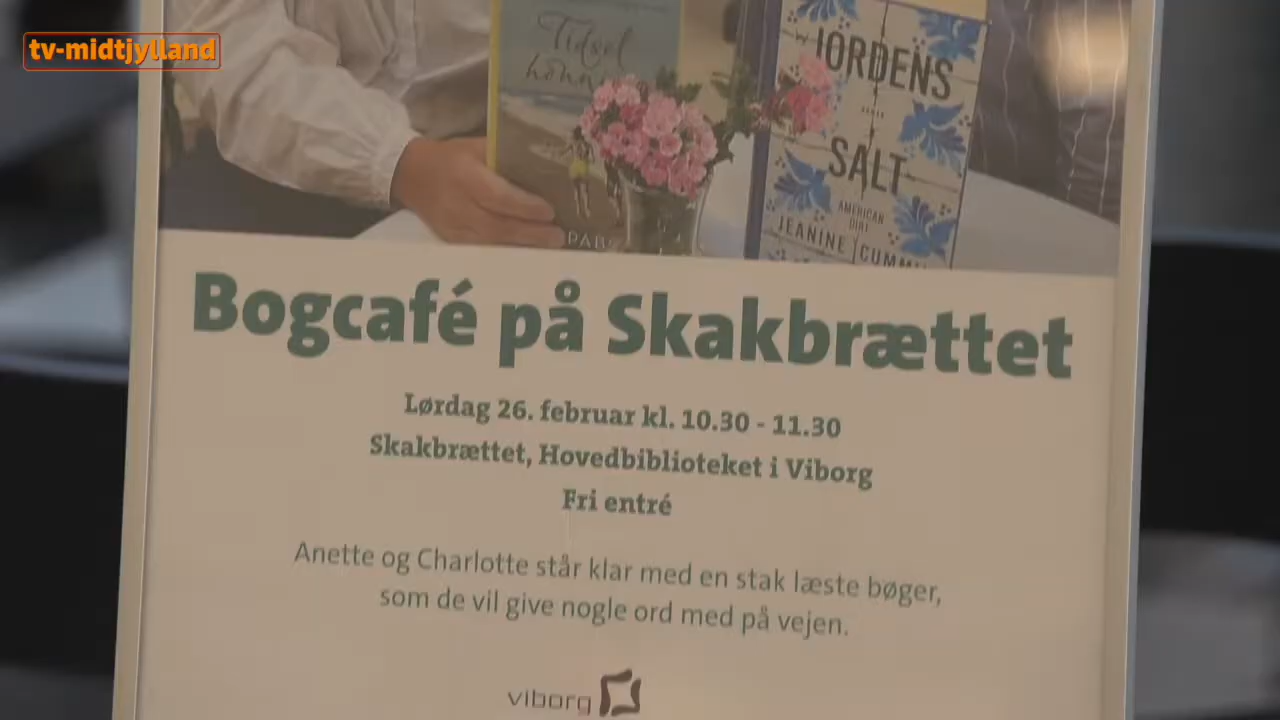 tv-midtjylland
Tidsel
JORDENS
SALT
AMERICAN
DIRT
JEANINE
Bogcafé på Skakbrættet
Lørdag 26. februar kl. 10.30 - 11.30
Skakbrættet, Hovedbiblioteket i Viborg
Fri entré
Anette og Charlotte står klar med en stak læste bøger,
som de vil give nogle ord med på vejen.
viborg